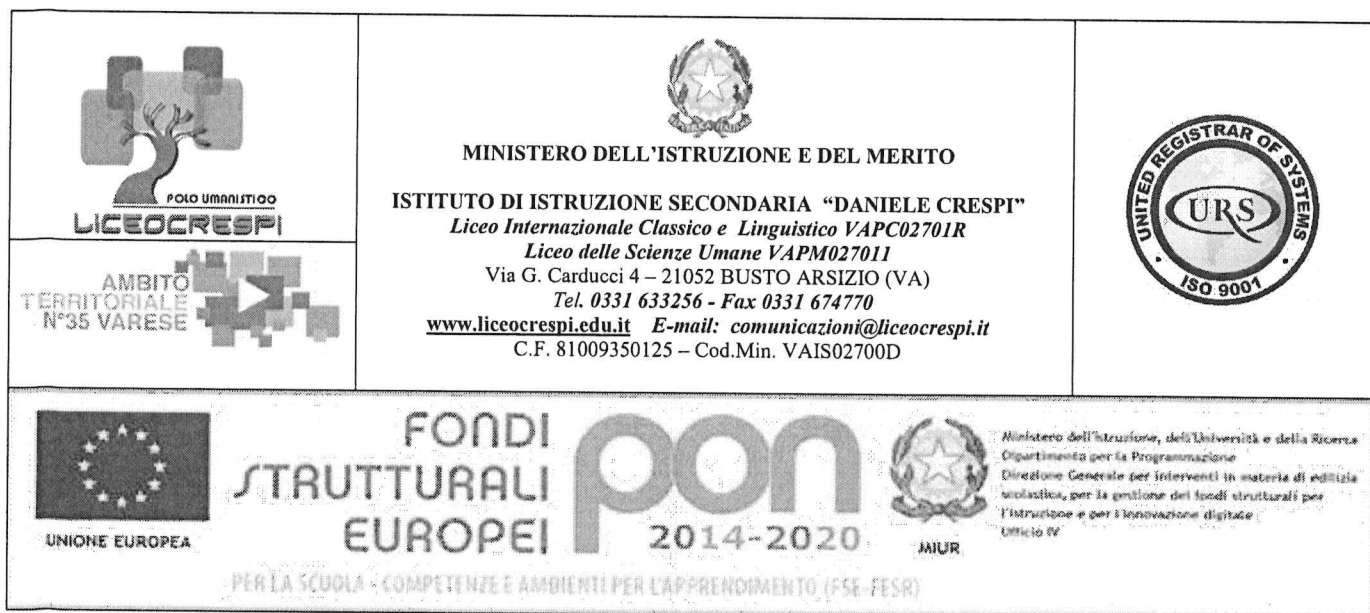 POLO UMANISTICO
LICEOCRESPI
AMBITO
TERRITORIALE
N°35 VARESE
REPVBBLICA ITALIANA
MINISTERO DELL'ISTRUZIONE E DEL MERITO
ISTITUTO DI ISTRUZIONE SECONDARIA “DANIELE CRESPI”
Liceo Internazionale Classico e Linguistico VAPC02701R
Liceo delle Scienze Umane VAPM027011
Via G. Carducci 4 – 21052 BUSTO ARSIZIO (VA)
Tel. 0331 633256 - Fax 0331 674770
www.liceocrespi.edu.it E-mail: comunicazioni@liceocrespi.it
C.F. 81009350125 – Cod.Min. VAIS02700D
UNITED REGISTRAR OF SYSTEMS
URS
ISO 9001
UNIONE EUROPEA
FONDI
STRUTTURALI
EUROPEI
pon
2014-2020
MIUR
Ministero dell'Istruzione, dell'Università e della Ricerca
Dipartimento per la Programmazione
Direzione Generale per interventi in materia di edilizia
scolastica, per la gestione dei fondi strutturali per
l'istruzione e per l'innovazione digitale
Ufficio IV
PER LA SCUOLA - COMPETENZE E AMBIENTI PER L'APPRENDIMENTO (FSE-FESR)